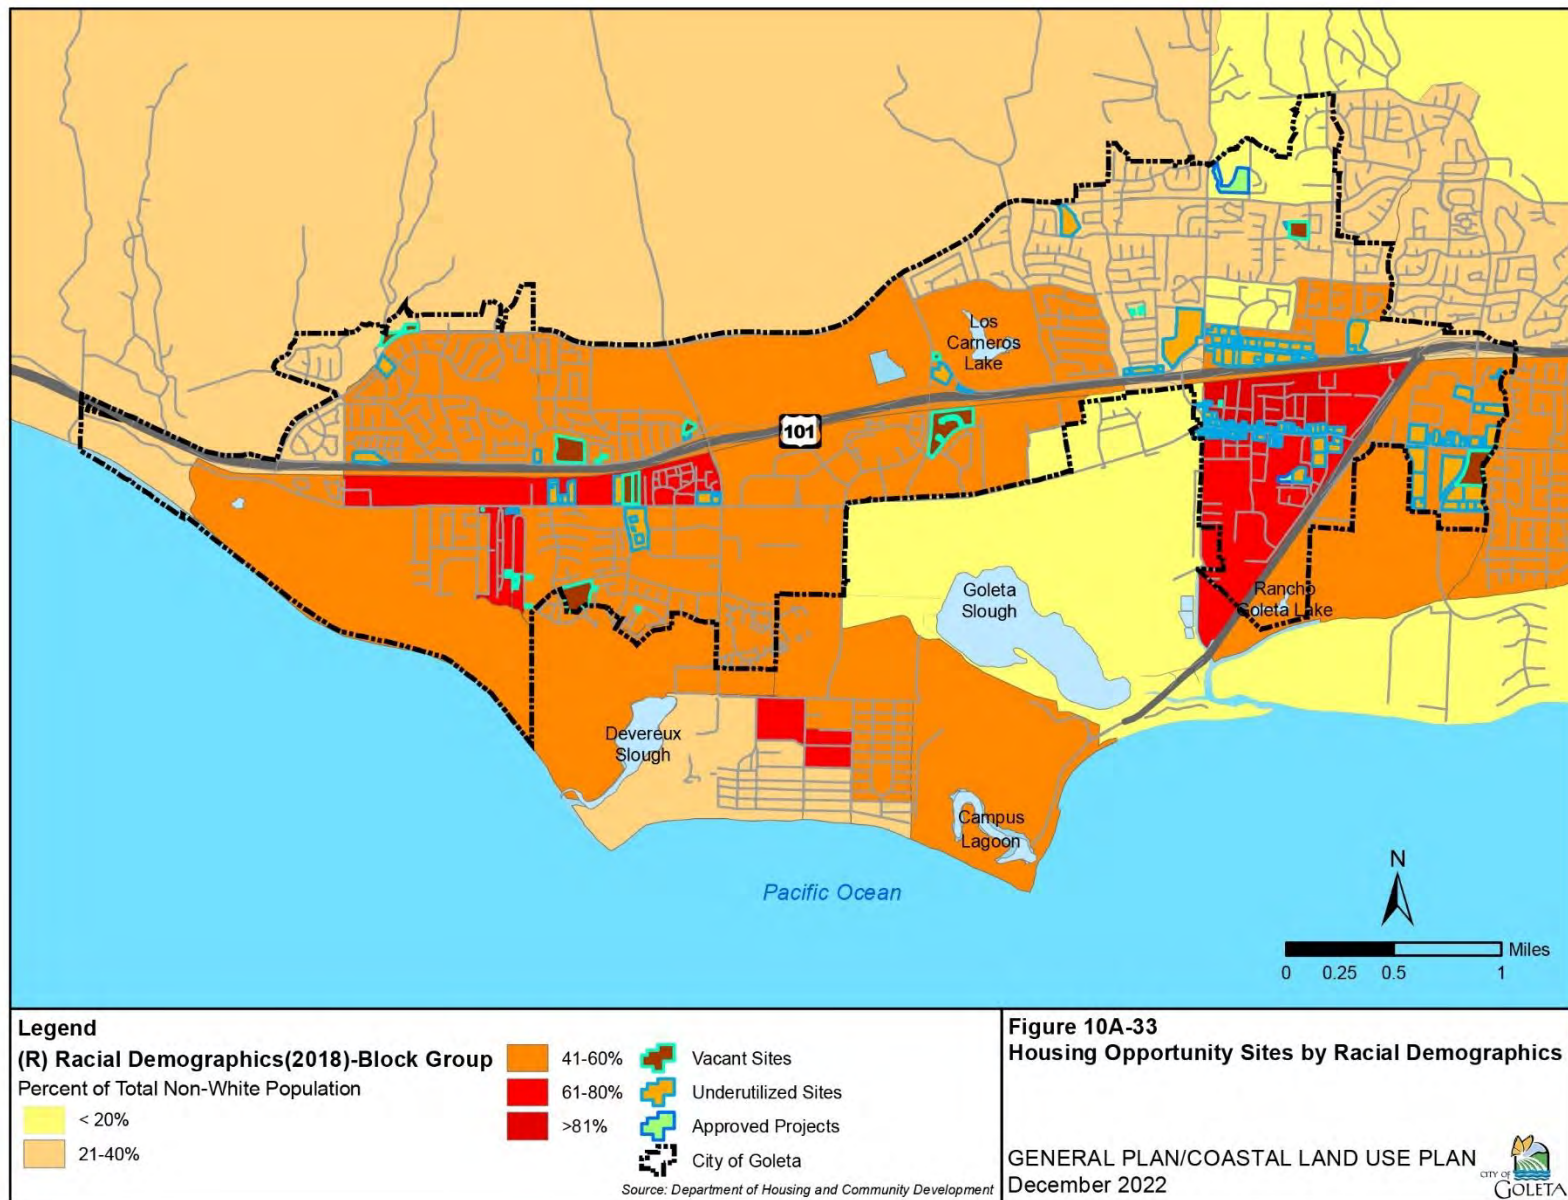 Los
Carneros
Lake
101
Goleta
Slough
Rancho
Goleta Lake
Devereux
Slough
Campus
Lagoon
Pacific Ocean
N
Miles
0 0.25 0.5 1
Legend
(R) Racial Demographics(2018)-Block Group
Percent of Total Non-White Population
< 20%
21-40%
41-60%
61-80%
>81%
Vacant Sites
Underutilized Sites
Approved Projects
City of Goleta
Source: Department of Housing and Community Development
Figure 10A-33
Housing Opportunity Sites by Racial Demographics
GENERAL PLAN/COASTAL LAND USE PLAN
December 2022
CITY OF
GOLETA